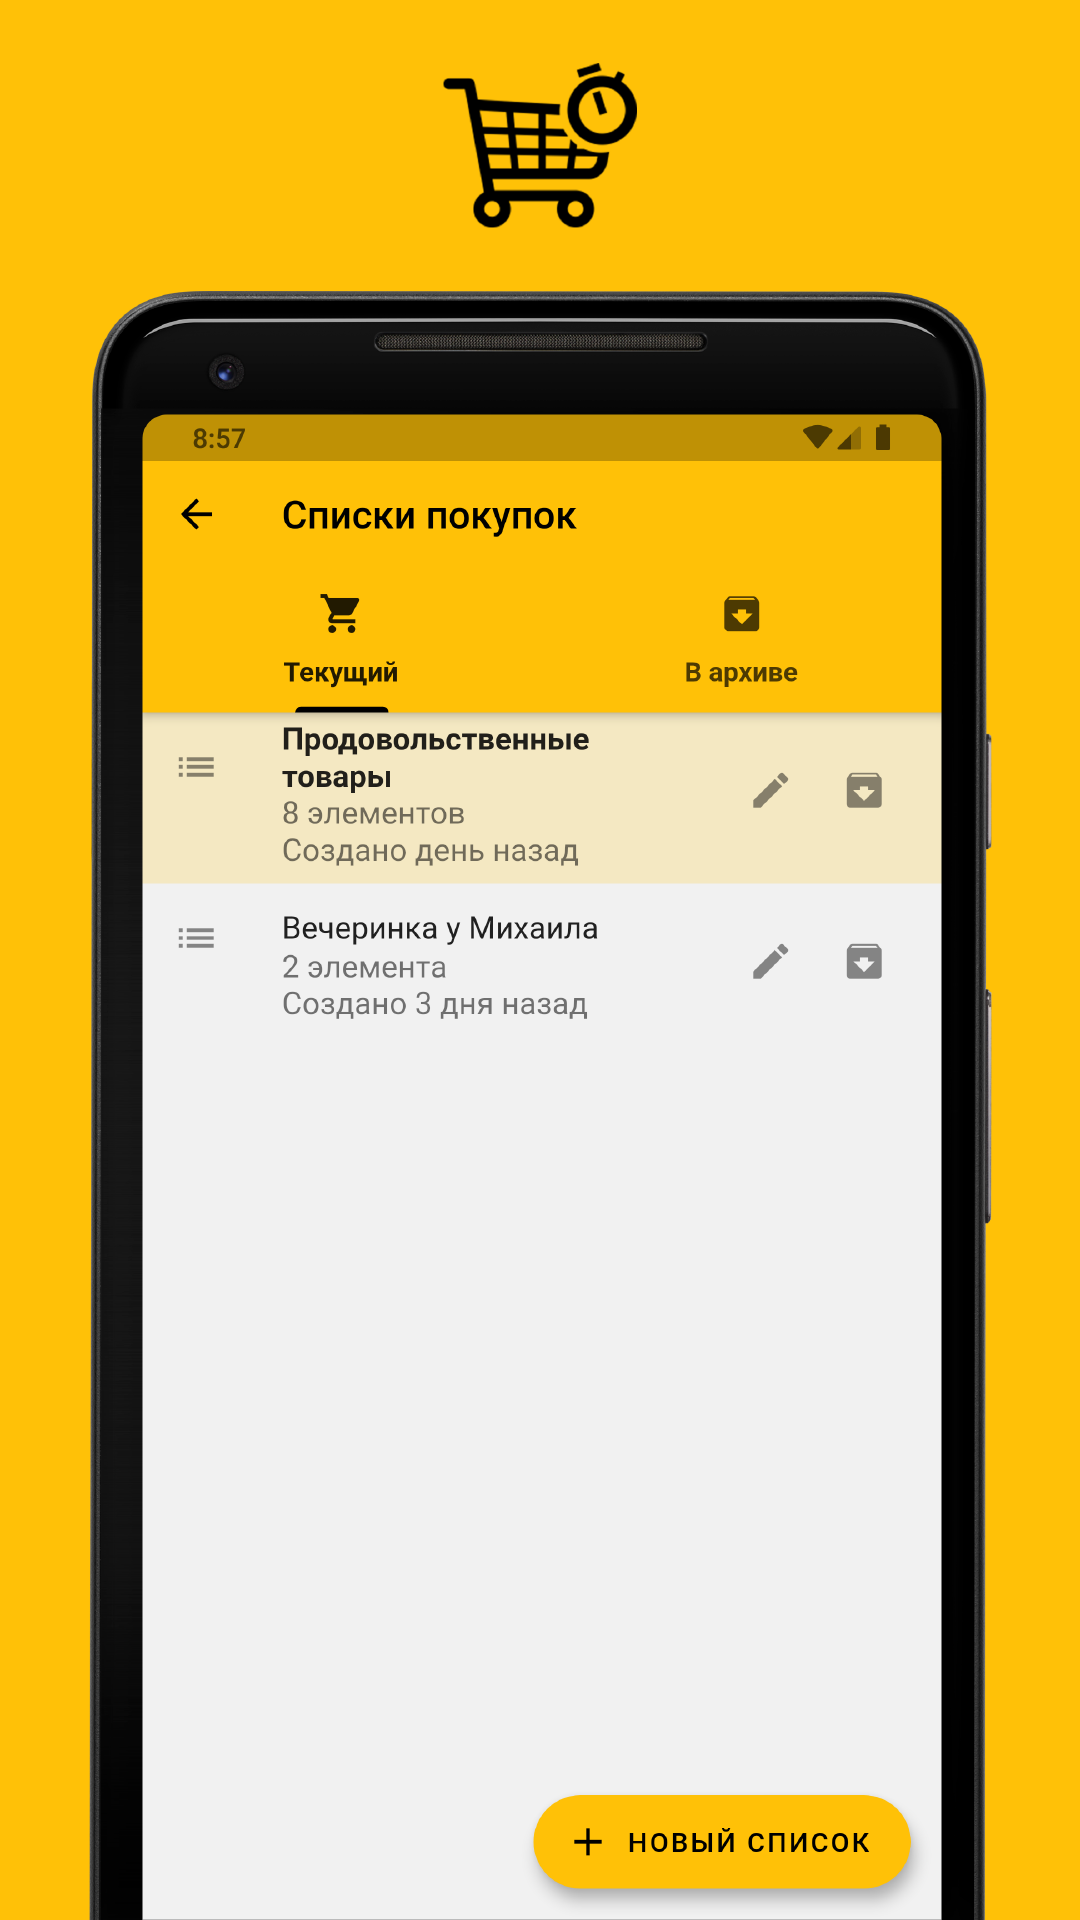 8:57
Списки покупок
Текущий
В архиве
Продовольственные
товары
8 элементов
Создано день назад
Вечеринка у Михаила
2 элемента
Создано 3 дня назад
НОВЫЙ СПИСОК